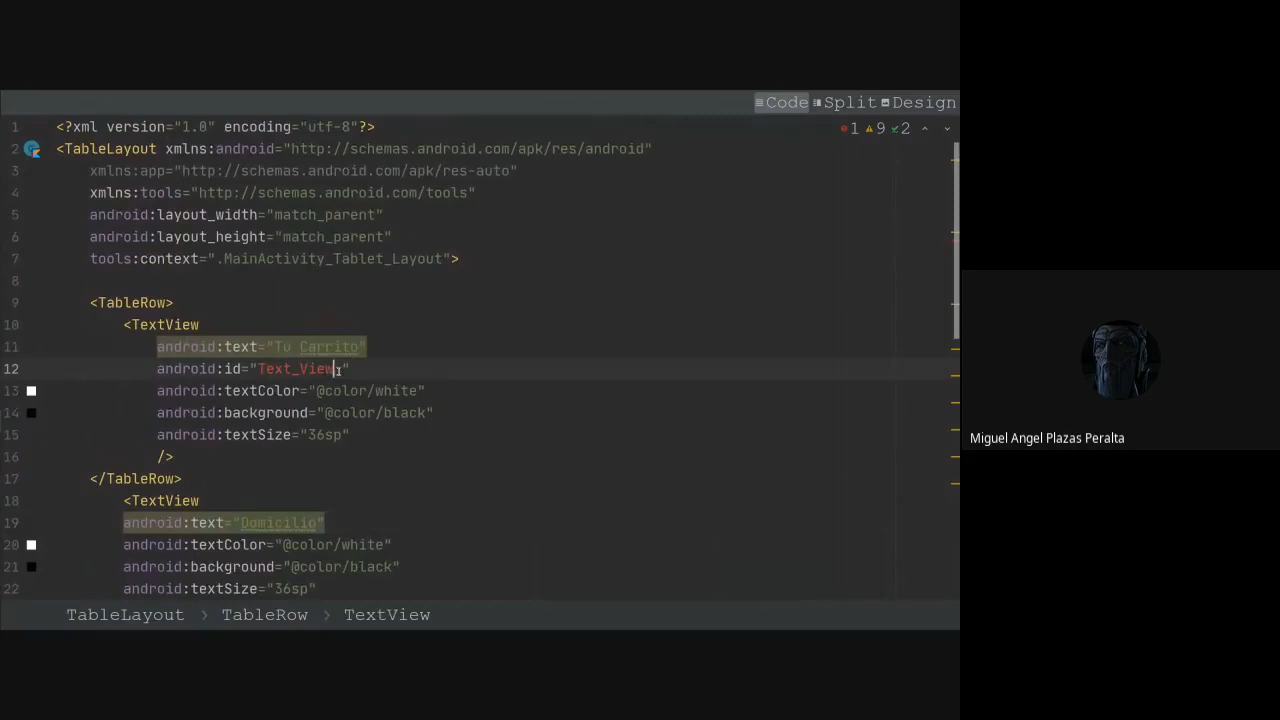 Code Split Design
1 <?xml version="1.0" encoding="utf-8"?> 1 9 2
2 <TableLayout xmlns:android="http://schemas.android.com/apk/res/android"
3 xmlns:app="http://schemas.android.com/apk/res-auto"
4 xmlns:tools="http://schemas.android.com/tools"
5 android:layout_width="match_parent"
6 android:layout_height="match_parent"
7 tools:context=".MainActivity_Tablet_Layout">
8
9 <TableRow>
10 <TextView
11 android:text="Tu Carrito"
12 android:id="Text_View "
13 android:textColor="@color/white"
14 android:background="@color/black"
15 android:textSize="36sp"
16 />
17 </TableRow>
18 <TextView
19 android:text="Domicilio"
20 android:textColor="@color/white"
21 android:background="@color/black"
22 android:textSize="36sp"
TableLayout > TableRow > TextView
Miguel Angel Plazas Peralta